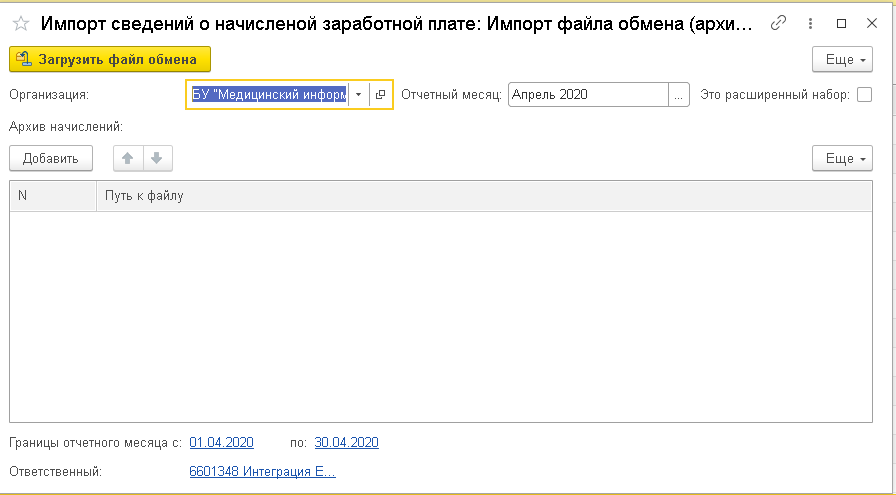 Импорт сведений о начисленой заработной плате: Импорт файла обмена (архи...
Загрузить файл обмена
Еще
Организация: БУ "Медицинский информ Отчетный месяц: Апрель 2020 ... Это расширенный набор:
Архив начислений:
Добавить Еще
N Путь к файлу
Границы отчетного месяца с: 01.04.2020 по: 30.04.2020
Ответственный: 6601348 Интеграция Е...